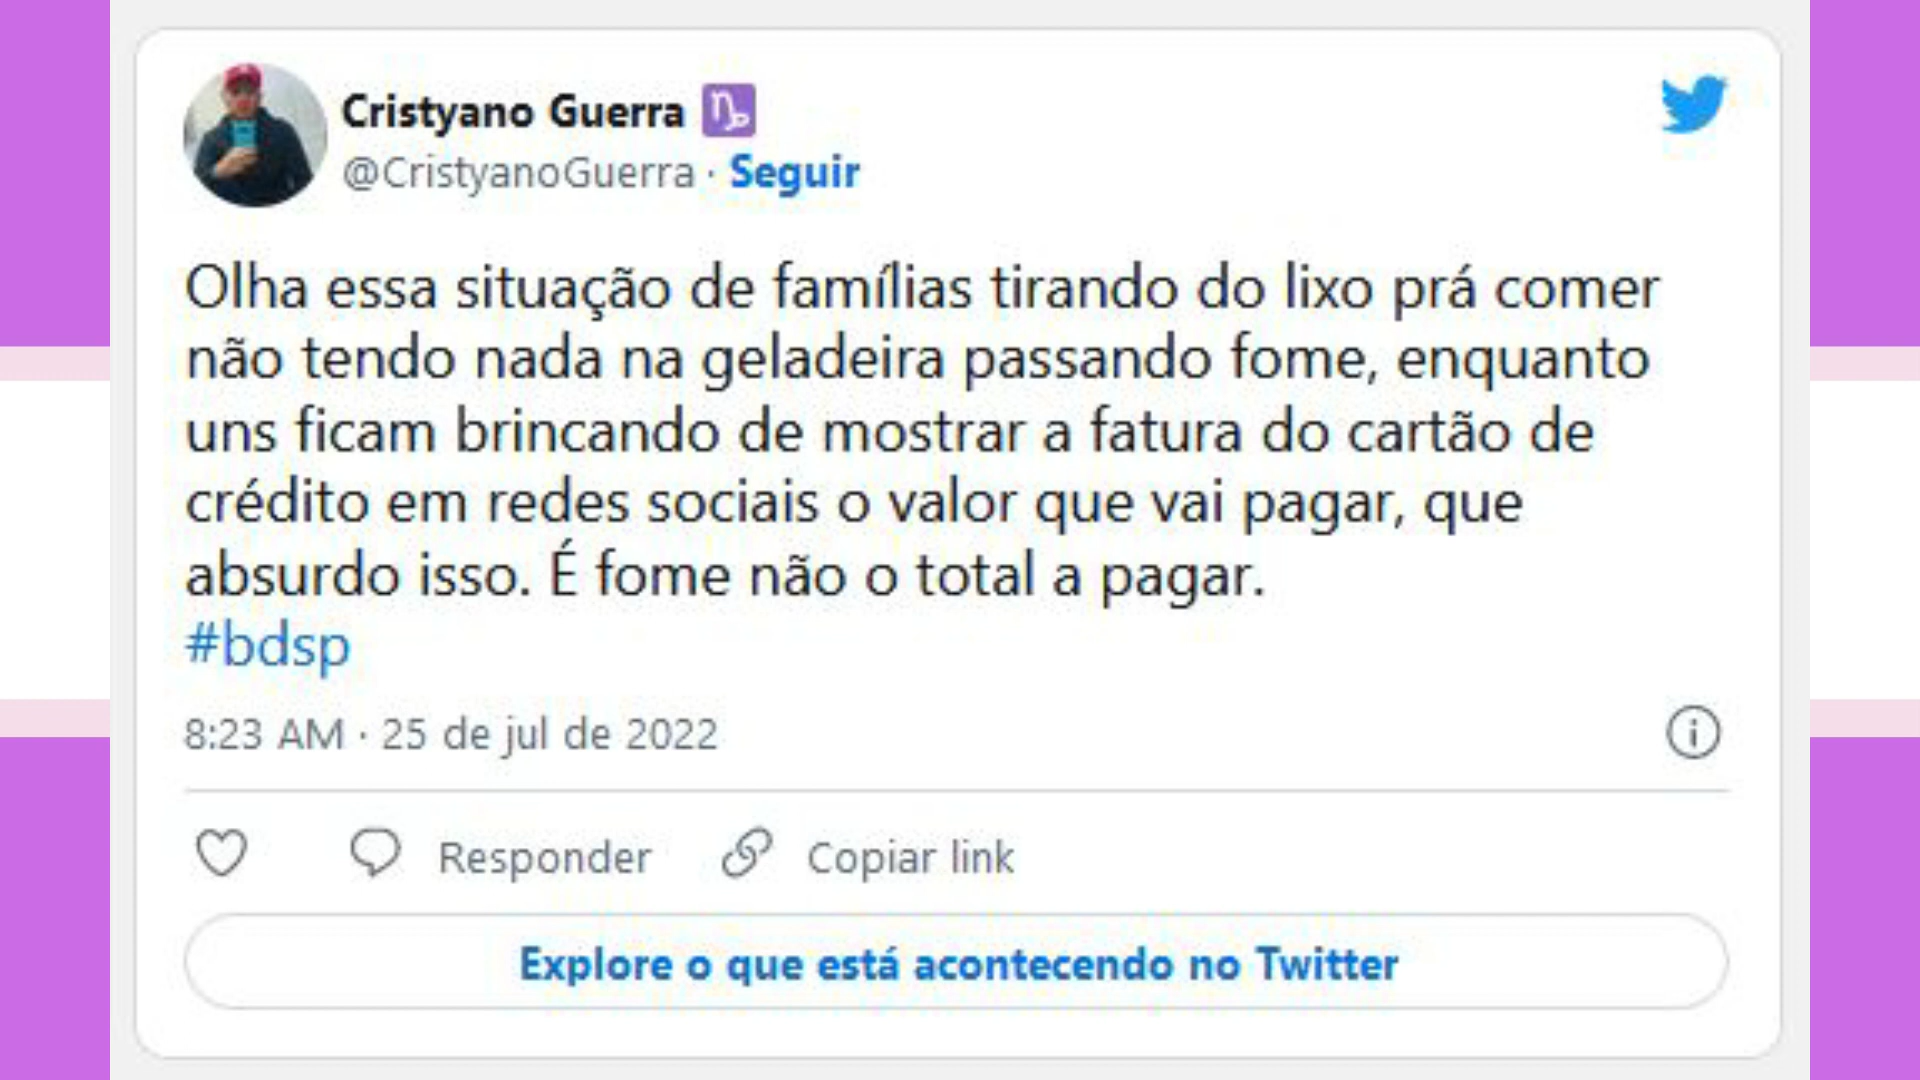 Cristyano Guerra ♑
@CristyanoGuerra · Seguir
Olha essa situação de famílias tirando do lixo prá comer
não tendo nada na geladeira passando fome, enquanto
uns ficam brincando de mostrar a fatura do cartão de
crédito em redes sociais o valor que vai pagar, que
absurdo isso. É fome não o total a pagar.
#bdsp
8:23 AM · 25 de jul de 2022
Responder
Copiar link
Explore o que está acontecendo no Twitter